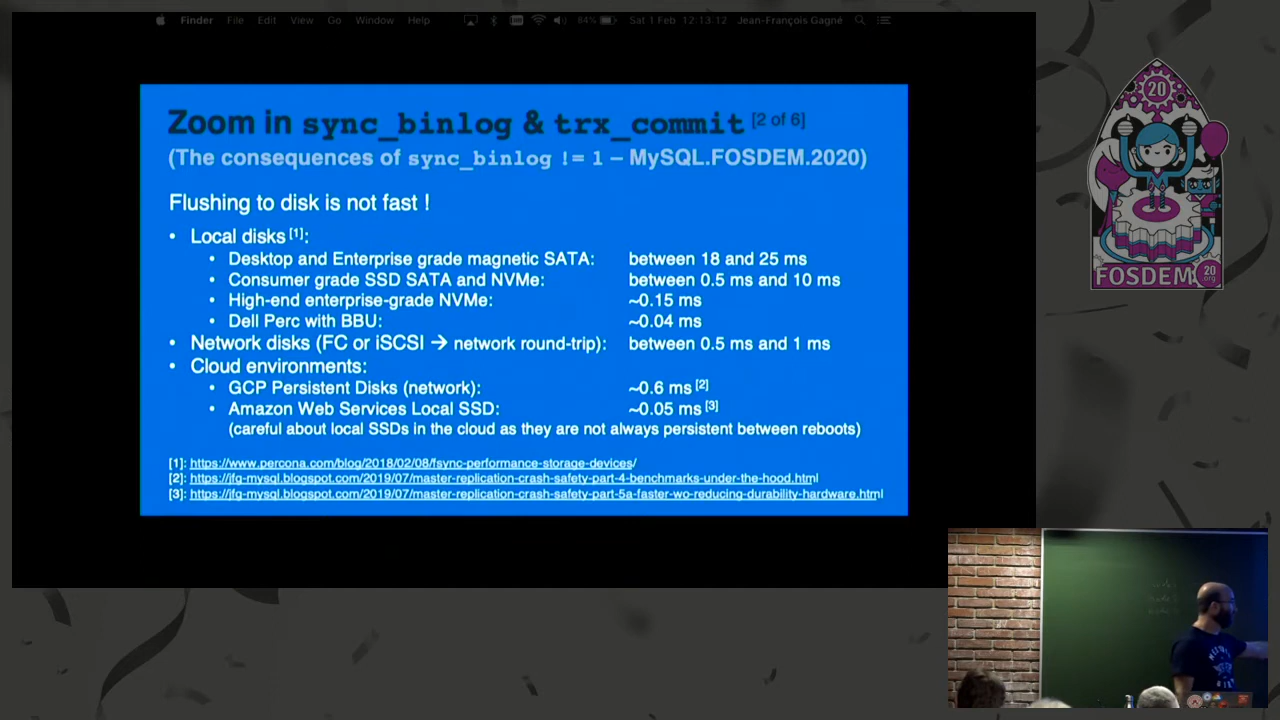 Finder File Edit View Go Window Help 84% Sat 1 Feb 12:13:12 Jean-François Gagné
Zoom in sync_binlog & trx_commit [2 of 6]
(The consequences of sync_binlog != 1 – MySQL.FOSDEM.2020)
Flushing to disk is not fast !
• Local disks [1]:
• Desktop and Enterprise grade magnetic SATA: between 18 and 25 ms
• Consumer grade SSD SATA and NVMe: between 0.5 ms and 10 ms
• High-end enterprise-grade NVMe: ~0.15 ms
• Dell Perc with BBU: ~0.04 ms
• Network disks (FC or iSCSI → network round-trip): between 0.5 ms and 1 ms
• Cloud environments:
• GCP Persistent Disks (network): ~0.6 ms [2]
• Amazon Web Services Local SSD: ~0.05 ms [3]
(careful about local SSDs in the cloud as they are not always persistent between reboots)
[1]: https://www.percona.com/blog/2018/02/08/fsync-performance-storage-devices/
[2]: https://jfg-mysql.blogspot.com/2019/07/master-replication-crash-safety-part-4-benchmarks-under-the-hood.html
[3]: https://jfg-mysql.blogspot.com/2019/07/master-replication-crash-safety-part-5a-faster-wo-reducing-durability-hardware.html
20
FOSDEM
20
.org